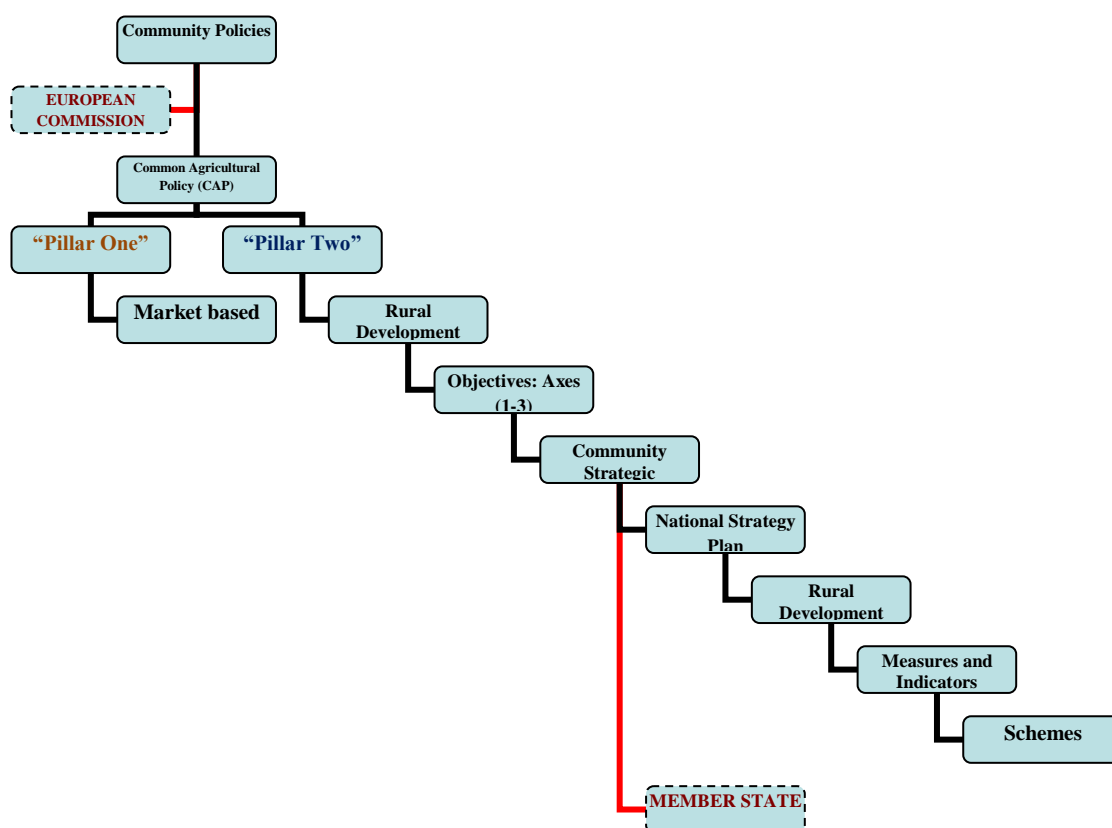 Community Policies
EUROPEAN
COMMISSION
Common Agricultural
Policy (CAP)
“Pillar One”
“Pillar Two”
Market based
Rural
Development
Objectives: Axes
(1-3)
Community
Strategic
National Strategy
Plan
Rural
Development
Measures and
Indicators
Schemes
MEMBER STATE